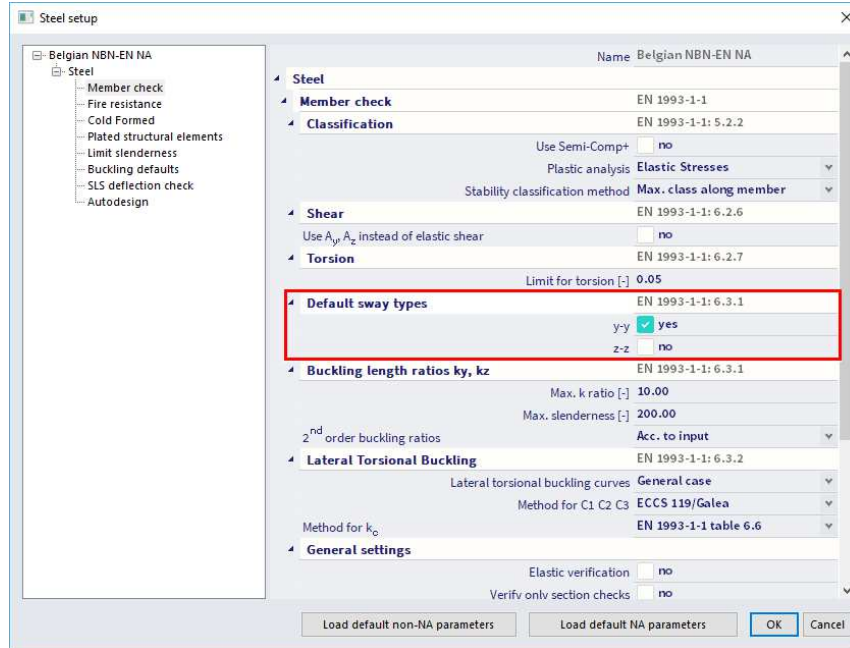 Steel setup
Belgian NBN-EN NA
Steel
Member check
Fire resistance
Cold Formed
Plated structural elements
Limit slenderness
Buckling defaults
SLS deflection check
Autodesign
Name Belgian NBN-EN NA
Steel
Member check EN 1993-1-1
Classification EN 1993-1-1: 5.2.2
Use Semi-Comp+ no
Plastic analysis Elastic Stresses
Stability classification method Max. class along member
Shear EN 1993-1-1: 6.2.6
Use Ay, Az instead of elastic shear no
Torsion EN 1993-1-1: 6.2.7
Limit for torsion [-] 0.05
Default sway types EN 1993-1-1: 6.3.1
y-y yes
z-z no
Buckling length ratios ky, kz EN 1993-1-1: 6.3.1
Max. k ratio [-] 10.00
Max. slenderness [-] 200.00
2nd order buckling ratios Acc. to input
Lateral Torsional Buckling EN 1993-1-1: 6.3.2
Lateral torsional buckling curves General case
Method for C1 C2 C3 ECCS 119/Galea
Method for kc EN 1993-1-1 table 6.6
General settings
Elastic verification no
Verify only section checks no
Load default non-NA parameters Load default NA parameters OK Cancel